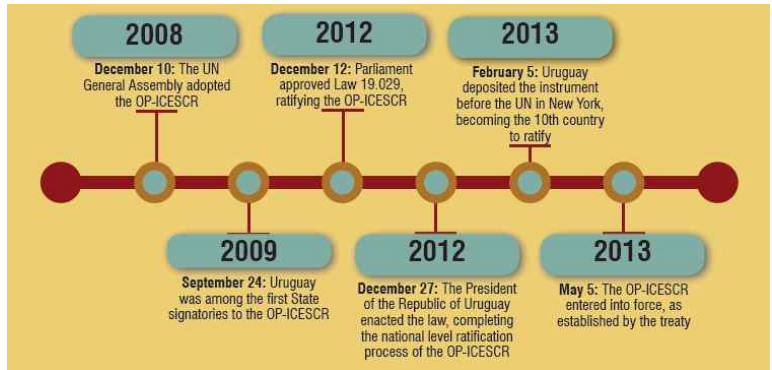 2008
December 10: The UN
General Assembly adopted
the OP-ICESCR
2009
September 24: Uruguay
was among the first State
signatories to the OP-ICESCR
2012
December 12: Parliament
approved Law 19.029,
ratifying the OP-ICESCR
2012
December 27: The President
of the Republic of Uruguay
enacted the law, completing
the national level ratification
process of the OP-ICESCR
2013
February 5: Uruguay
deposited the instrument
before the UN in New York,
becoming the 10th country
to ratify
2013
May 5: The OP-ICESCR
entered into force, as
established by the treaty